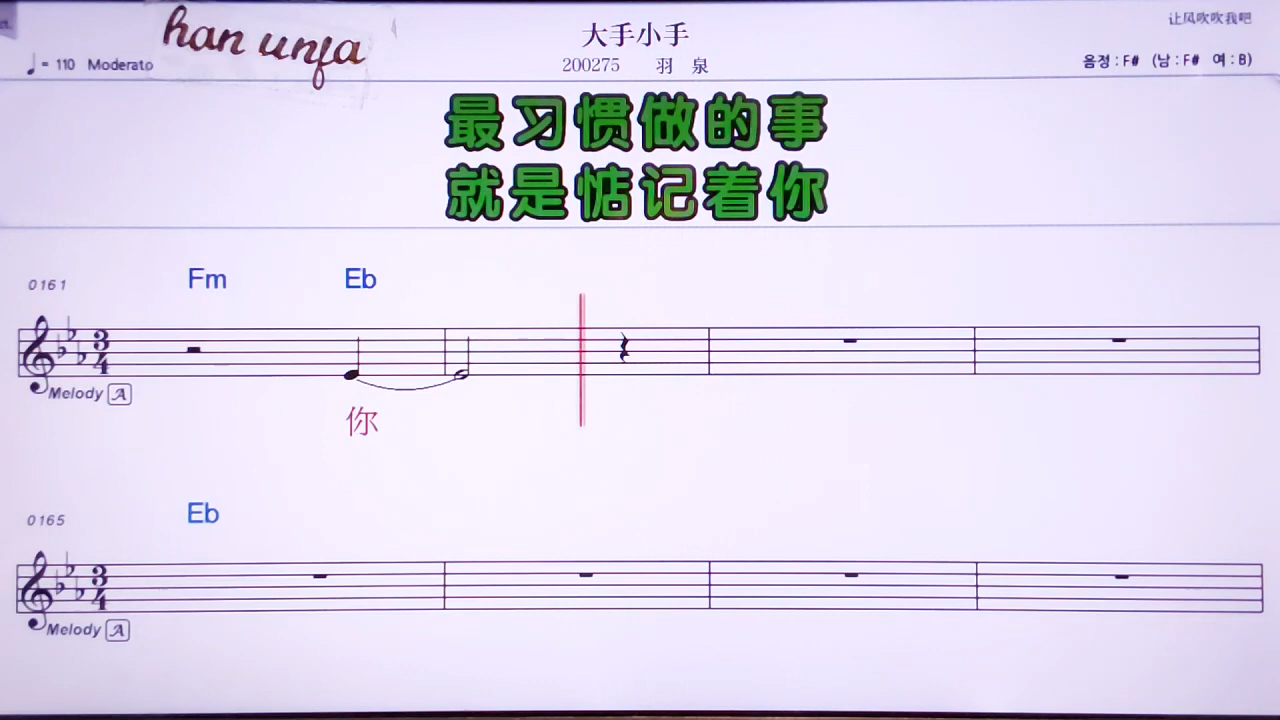 han unfa
让风吹吹我吧
大手小手
♩ = 110 Moderato
200275 羽 泉
음정 : F# (남 : F# 여 : B)
最习惯做的事
就是惦记着你
0161
Fm Eb
3
4
Melody A
你
0165
Eb
3
4
Melody A